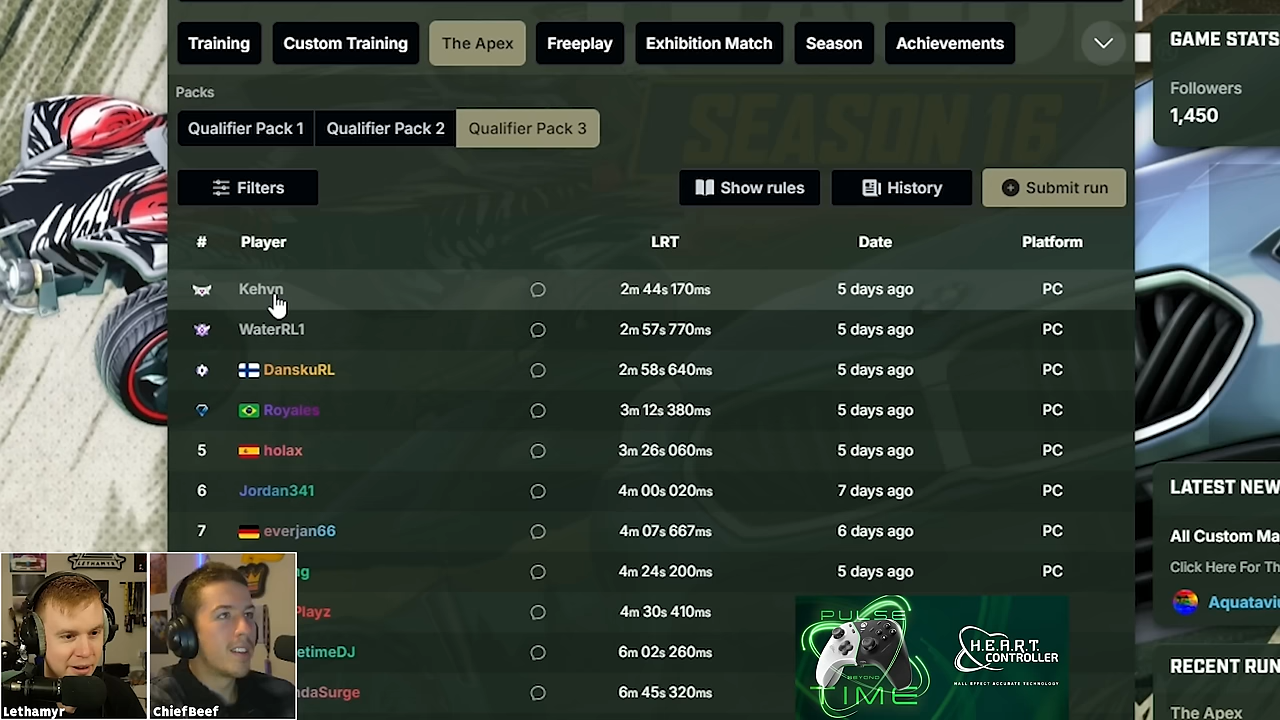 Training Custom Training The Apex Freeplay Exhibition Match Season Achievements
GAME STATS
Packs
Followers
1,450
Qualifier Pack 1 Qualifier Pack 2 Qualifier Pack 3
SEASON 16
Filters Show rules History Submit run
# Player LRT Date Platform
Kehvn 2m 44s 170ms 5 days ago PC
WaterRL1 2m 57s 770ms 5 days ago PC
DanskuRL 2m 58s 640ms 5 days ago PC
Royales 3m 12s 380ms 5 days ago PC
5 holax 3m 26s 060ms 5 days ago PC
6 Jordan341 4m 00s 020ms 7 days ago PC
7 everjan66 4m 07s 667ms 6 days ago PC
ng 4m 24s 200ms 5 days ago PC
Playz 4m 30s 410ms
etimeDJ 6m 02s 260ms
ndaSurge 6m 45s 320ms
LATEST NEW
All Custom Ma
Click Here For Th
Aquatavi
RECENT RUN
The Apex
LETHAMYR
Lethamyr
ChiefBeef
PULSE
BEYOND
TIME
H.E.A.R.T.
CONTROLLER
HALL EFFECT ACCURATE TECHNOLOGY